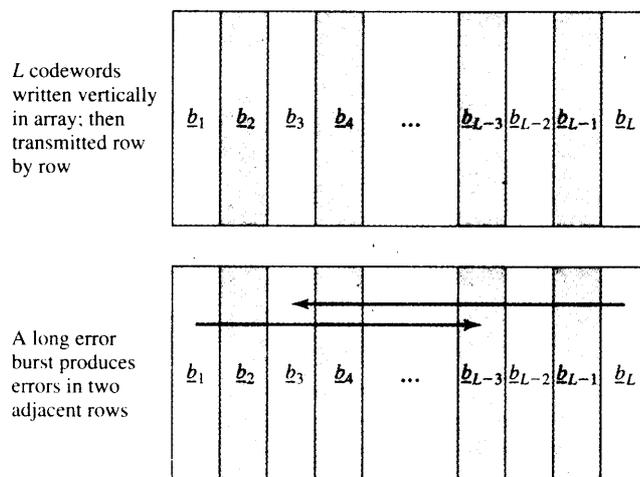 L codewords
written vertically
in array; then
transmitted row
by row
b1 b2 b3 b4 ... bL−3 bL−2 bL−1 bL
A long error
burst produces
errors in two
adjacent rows
b1 b2 b3 b4 ... bL−3 bL−2 bL−1 bL